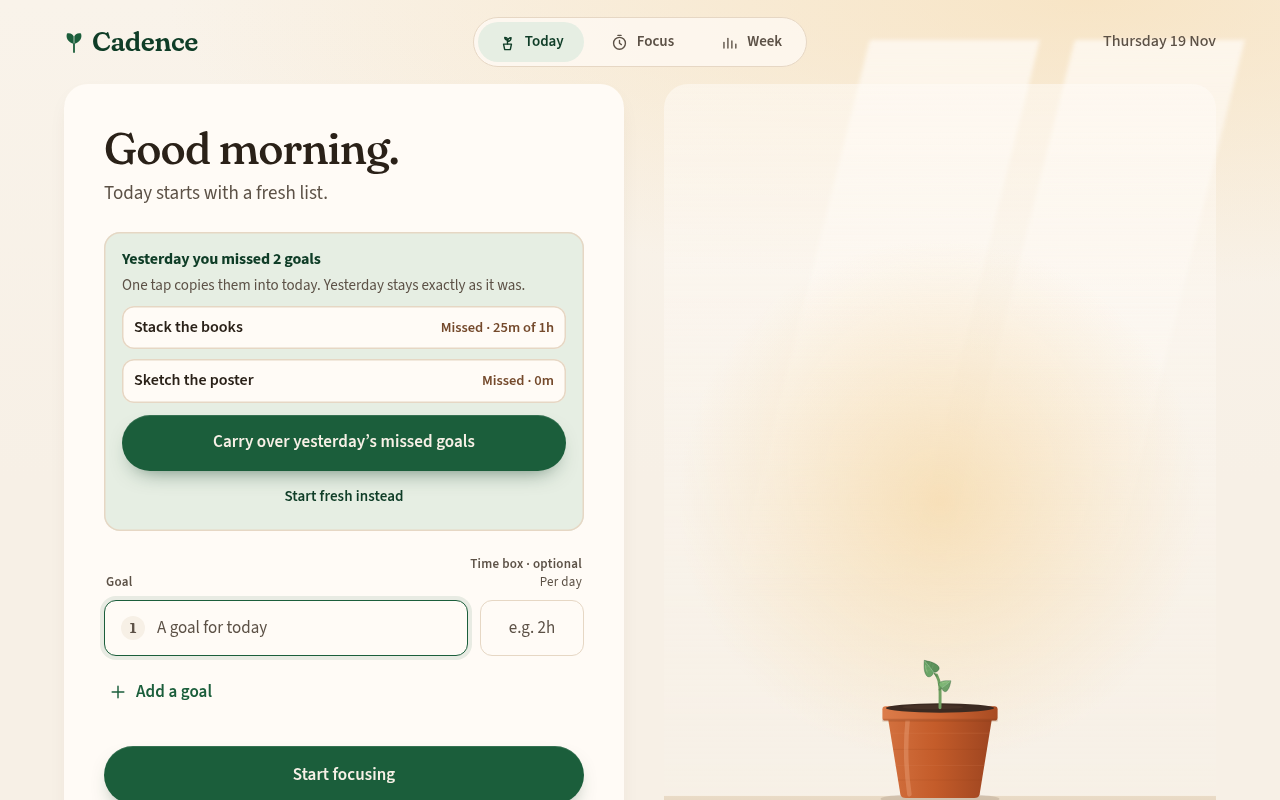 Cadence
Today
Focus
Week
Thursday 19 Nov
Good morning.
Today starts with a fresh list.
Yesterday you missed 2 goals
One tap copies them into today. Yesterday stays exactly as it was.
Stack the books
Missed · 25m of 1h
Sketch the poster
Missed · 0m
Carry over yesterday’s missed goals
Start fresh instead
Goal
Time box · optional
Per day
1 A goal for today
e.g. 2h
Add a goal
Start focusing